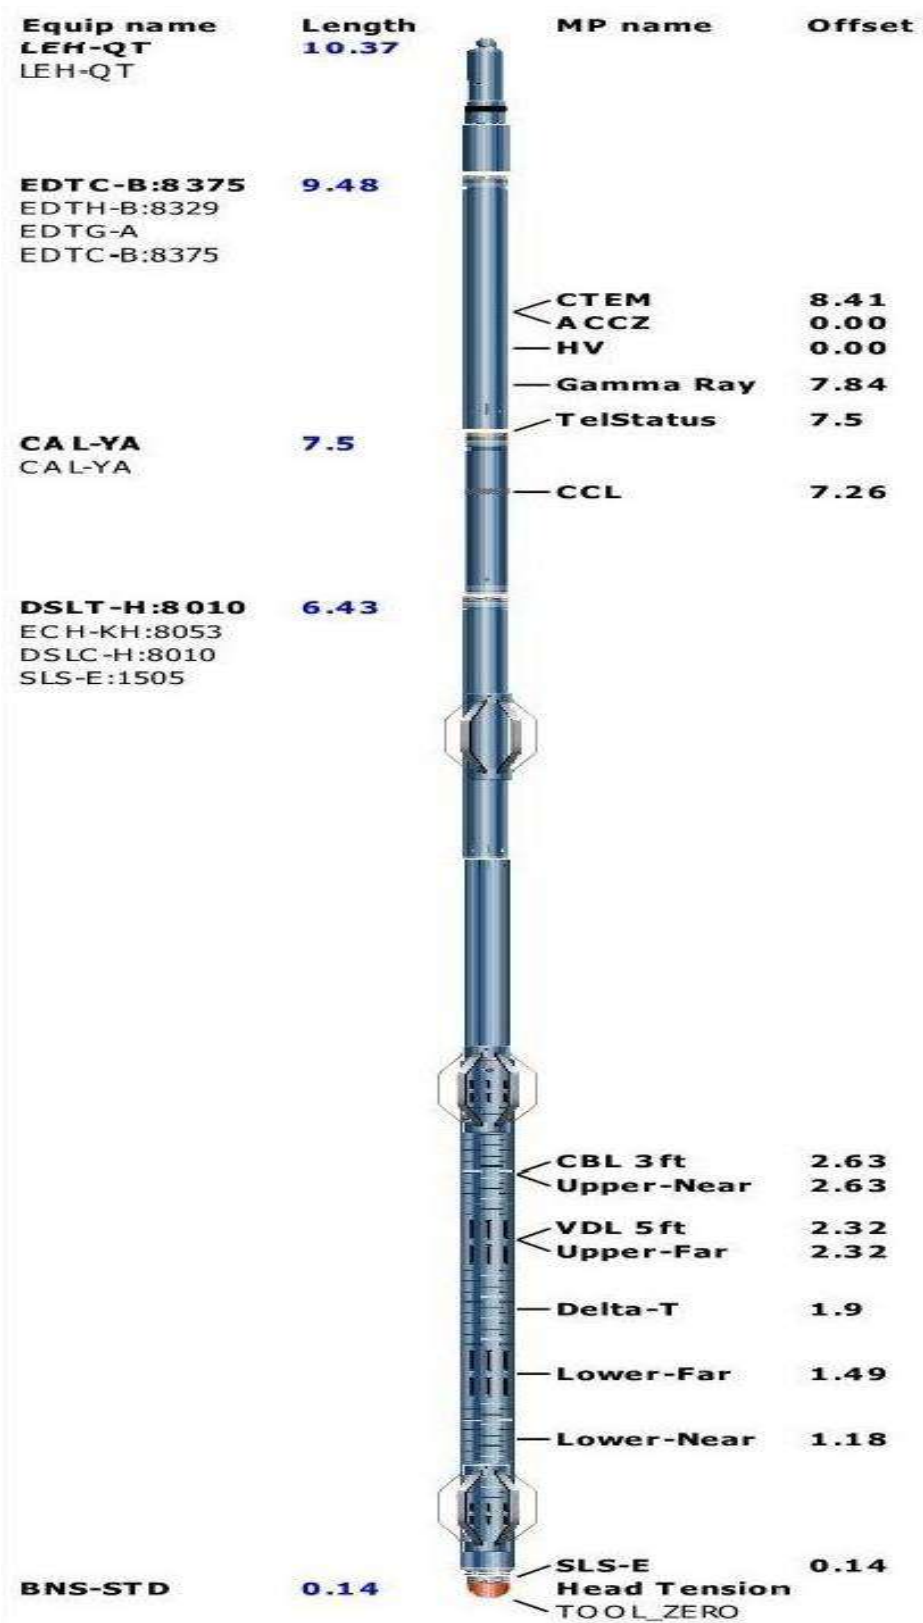 Equip name Length MP name Offset
LEH-QT 10.37
LEH-QT
EDTC-B:8375 9.48
EDTH-B:8329
EDTG-A
EDTC-B:8375
CTEM 8.41
ACCZ 0.00
HV 0.00
Gamma Ray 7.84
TelStatus 7.5
CAL-YA 7.5
CAL-YA
CCL 7.26
DSLT-H:8010 6.43
ECH-KH:8053
DSLC-H:8010
SLS-E:1505
CBL 3ft 2.63
Upper-Near 2.63
VDL 5ft 2.32
Upper-Far 2.32
Delta-T 1.9
Lower-Far 1.49
Lower-Near 1.18
SLS-E 0.14
BNS-STD 0.14 Head Tension
TOOL_ZERO